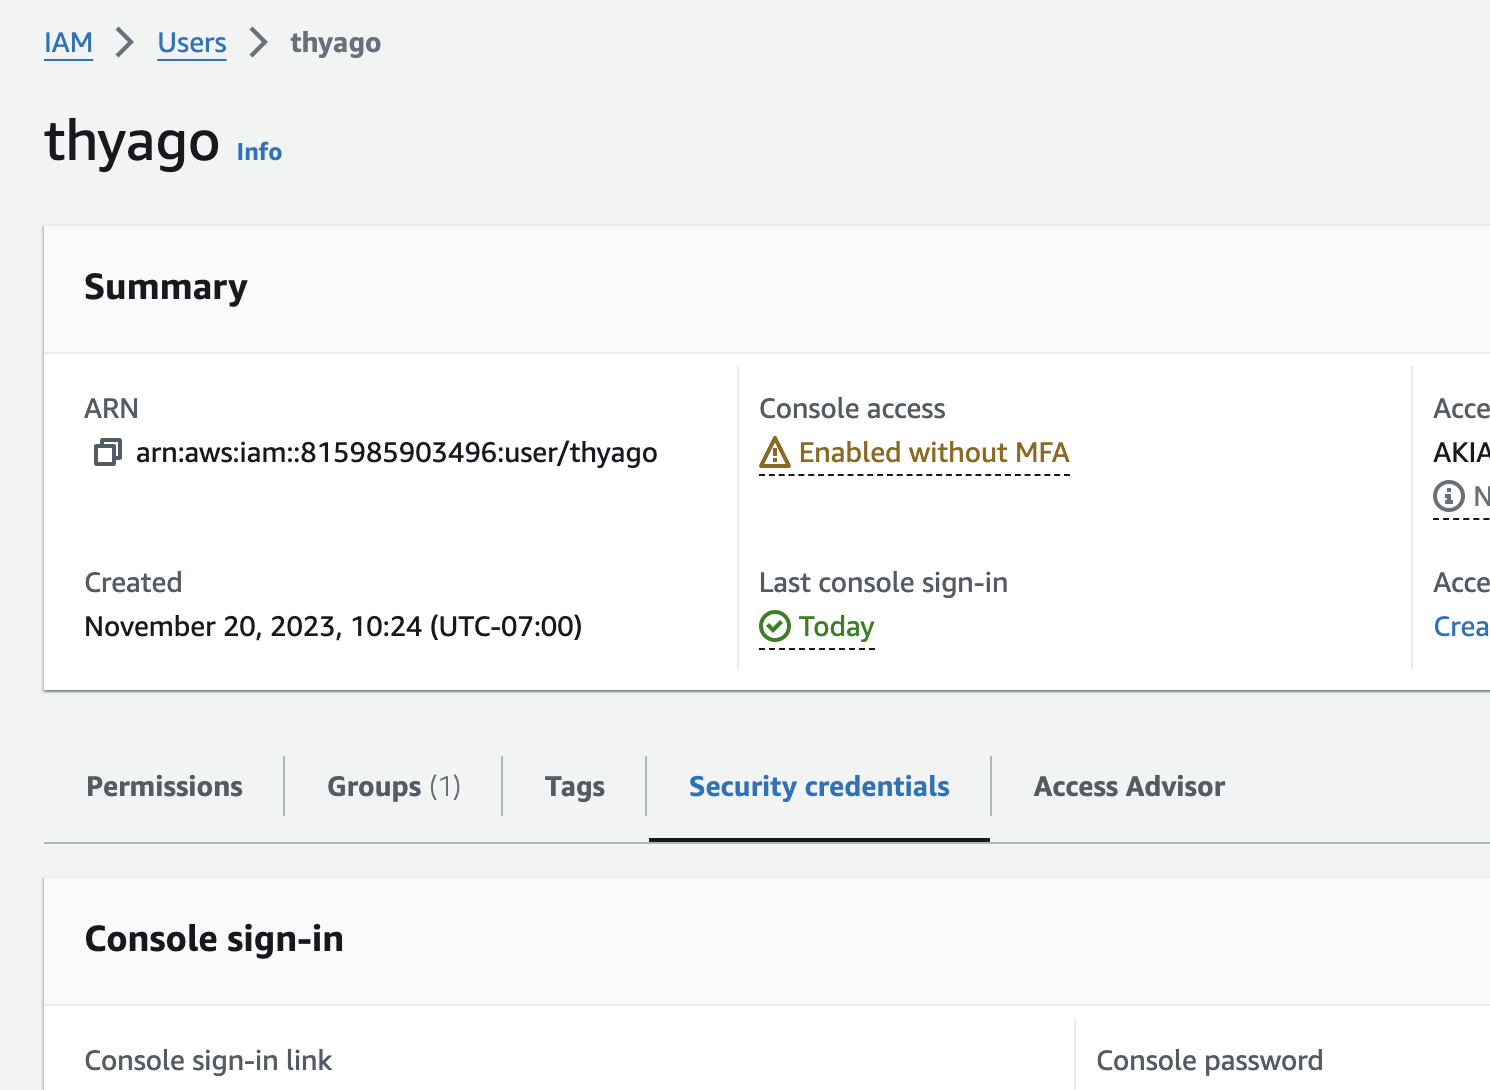 IAM > Users > thyago
thyago Info
Summary
ARN
arn:aws:iam::815985903496:user/thyago
Created
November 20, 2023, 10:24 (UTC-07:00)
Console access
Enabled without MFA
Last console sign-in
Today
Acce
AKIA
N
Acce
Crea
Permissions
Groups (1)
Tags
Security credentials
Access Advisor
Console sign-in
Console sign-in link
Console password